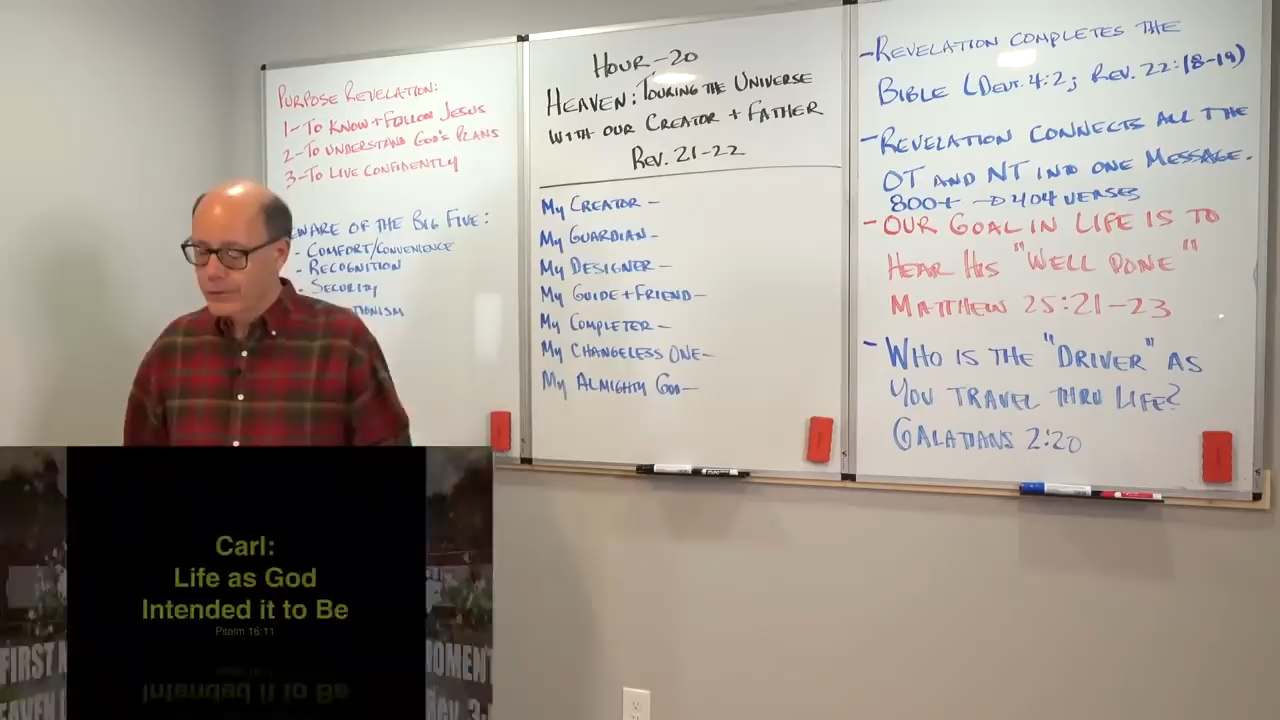 PURPOSE REVELATION:
1-TO KNOW+FOLLOW JESUS
2-TO UNDERSTAND GOD'S PLANS
3-TO LIVE CONFIDENTLY
EWARE OF THE BIG FIVE:
- COMFORT/CONVENIENCE
- RECOGNITION
- SECURITY
TIONISM
HOUR-20
HEAVEN: TOURING THE UNIVERSE
WITH OUR CREATOR + FATHER
REV. 21-22
MY CREATOR -
MY GUARDIAN-
MY DESIGNER-
MY GUIDE+FRIEND-
MY COMPLETER-
MY CHANGELESS ONE-
MY ALMIGHTY GOD-
-REVELATION COMPLETES THE
BIBLE (DEUT. 4:2; REV. 22:18-19)
-REVELATION CONNECTS ALL THE
OT AND NT INTO ONE MESSAGE.
800+ → 404 VERSES
- OUR GOAL IN LIFE IS TO
HEAR HIS "WELL DONE"
MATTHEW 25:21-23
- WHO IS THE "DRIVER" AS
YOU TRAVEL THRU LIFE?
GALATIANS 2:20
Carl:
Life as God
Intended it to Be
Psalm 16:11
FIRST
MOMENT